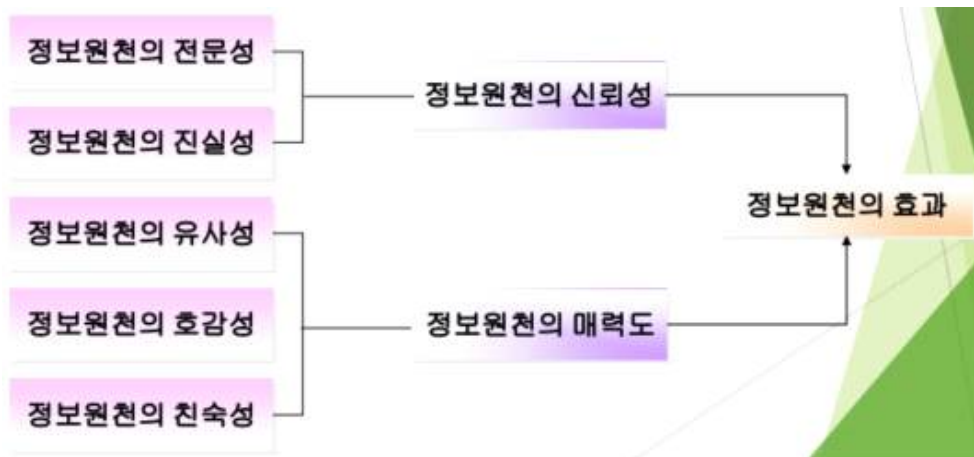 정보원천의 전문성
정보원천의 진실성
정보원천의 유사성
정보원천의 호감성
정보원천의 친숙성
정보원천의 신뢰성
정보원천의 매력도
정보원천의 효과